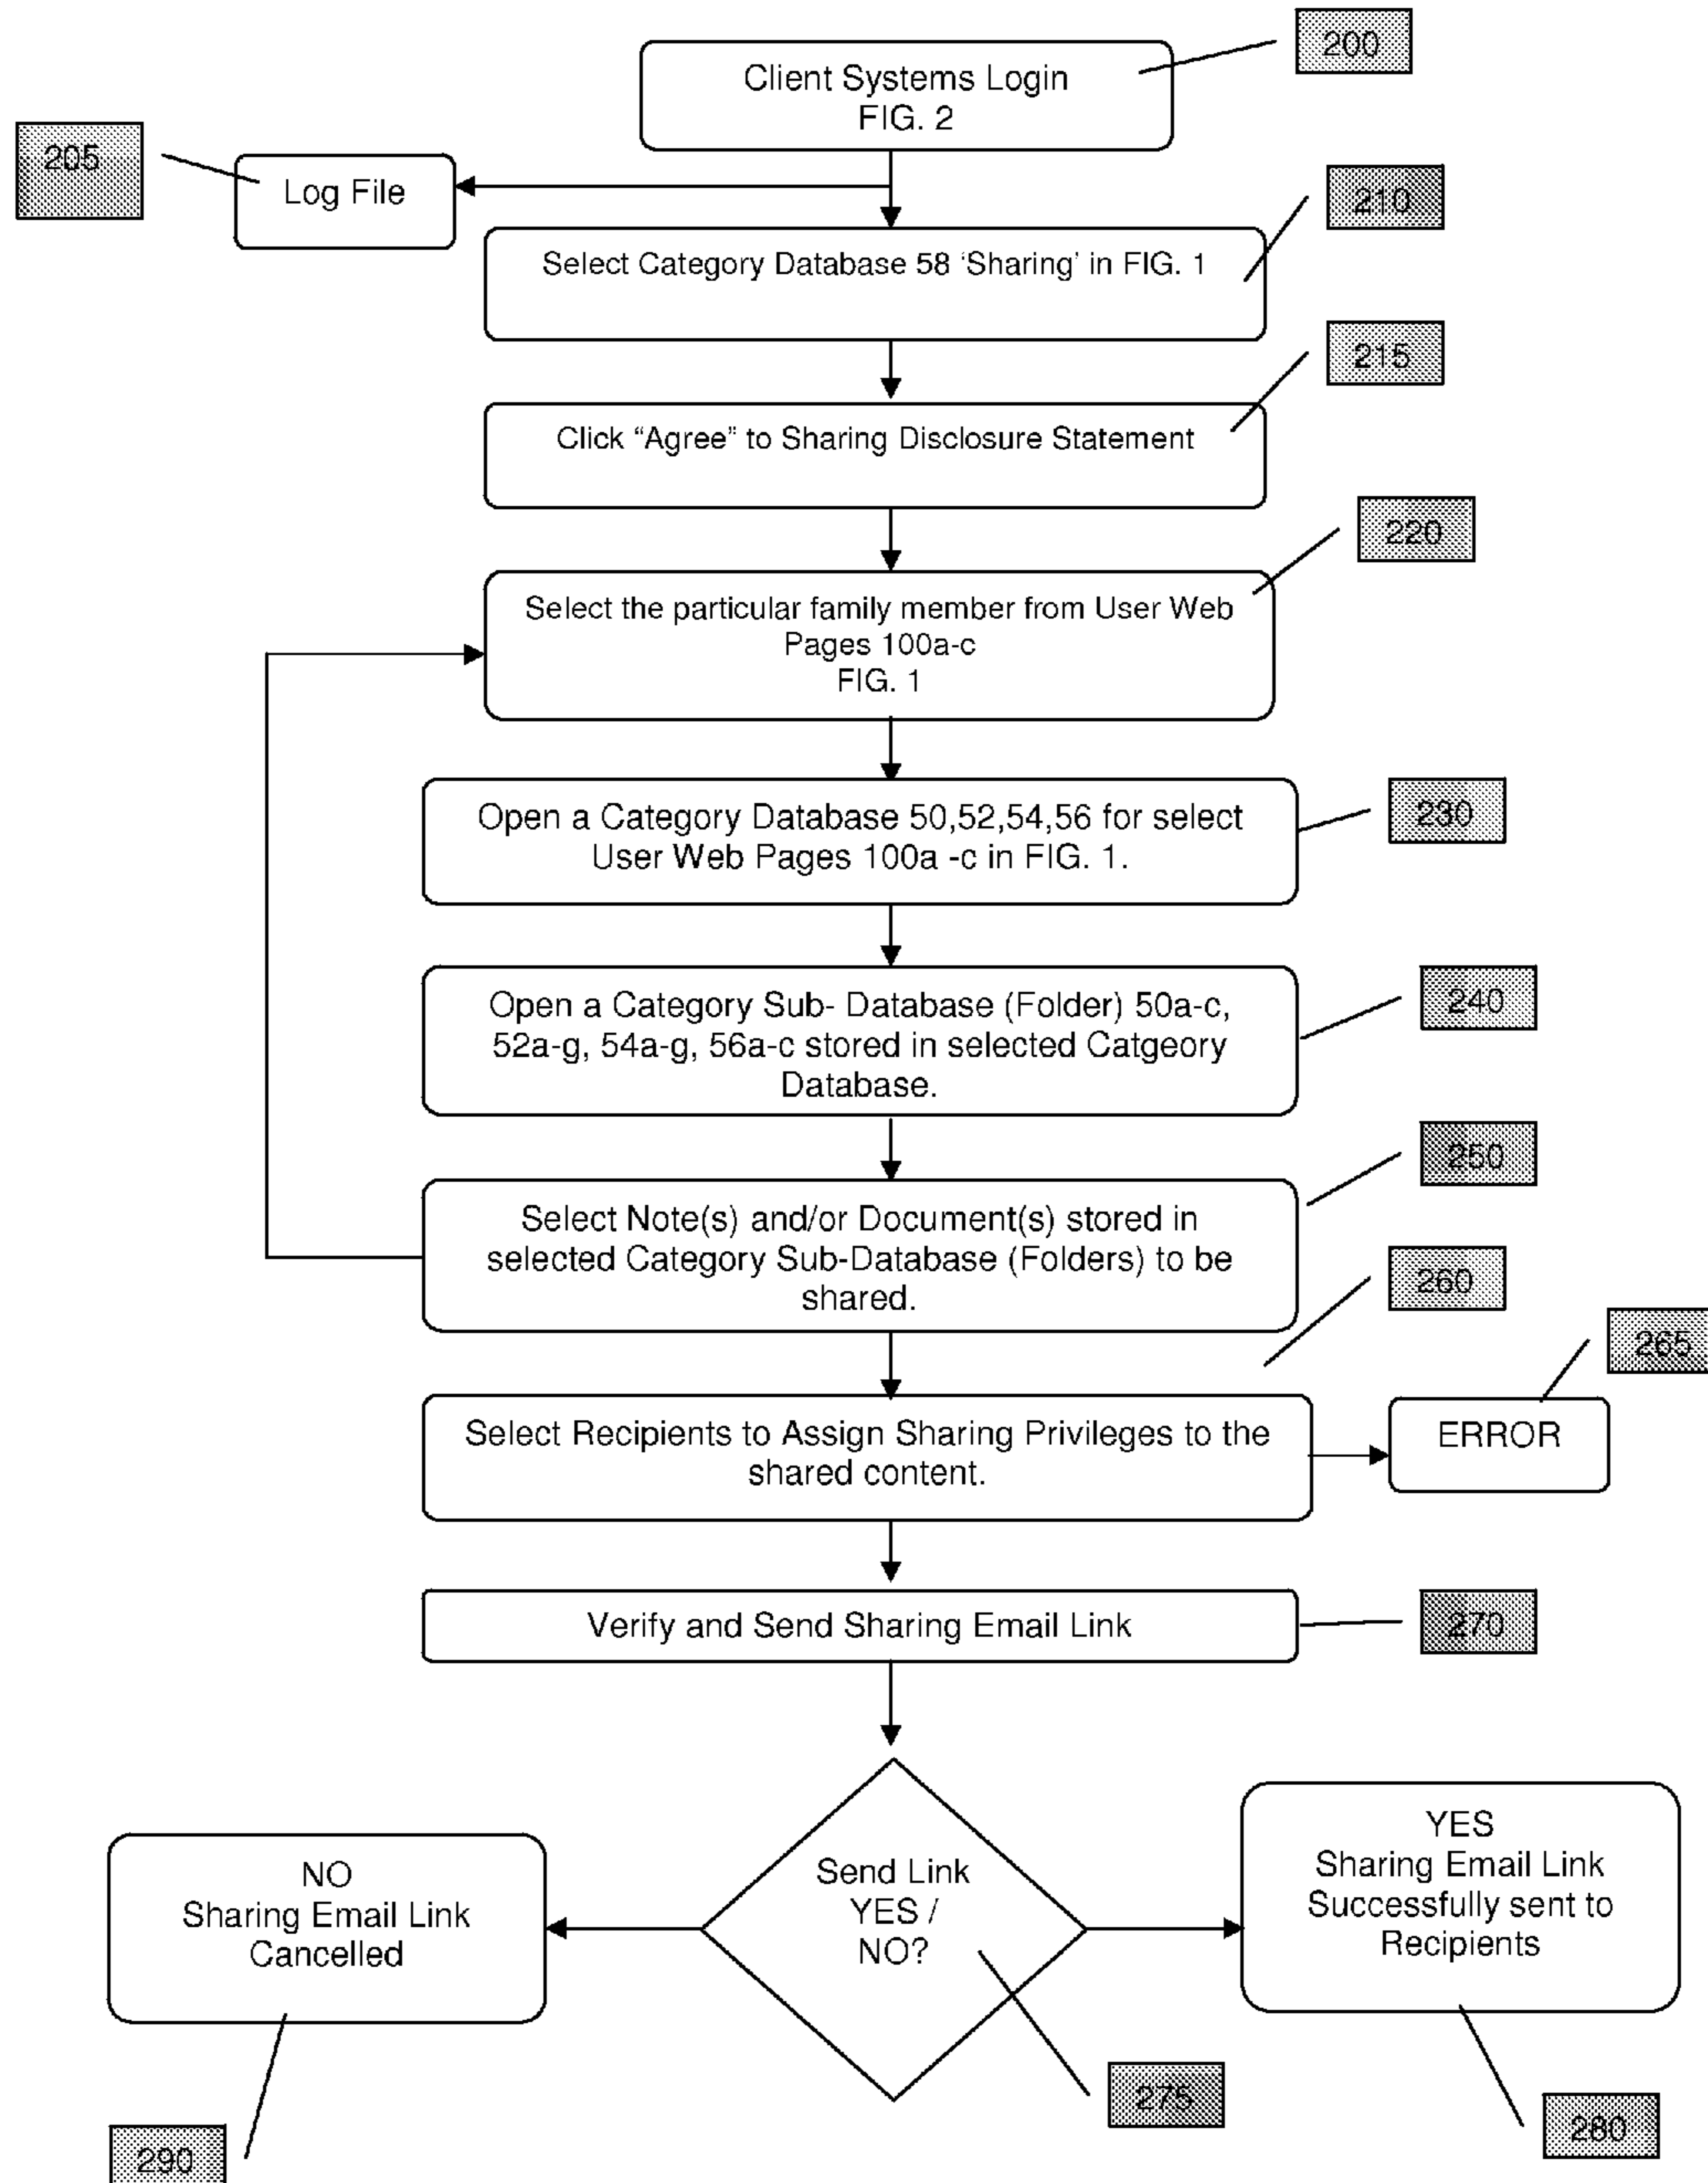 200
Client Systems Login
FIG. 2
205
Log File
210
Select Category Database 58 ‘Sharing’ in FIG. 1
215
Click “Agree” to Sharing Disclosure Statement
220
Select the particular family member from User Web
Pages 100a-c
FIG. 1
230
Open a Category Database 50,52,54,56 for select
User Web Pages 100a -c in FIG. 1.
240
Open a Category Sub- Database (Folder) 50a-c,
52a-g, 54a-g, 56a-c stored in selected Catgeory
Database.
250
Select Note(s) and/or Document(s) stored in
selected Category Sub-Database (Folders) to be
shared.
260
265
Select Recipients to Assign Sharing Privileges to the
shared content.
ERROR
Verify and Send Sharing Email Link
270
Send Link
YES /
NO?
NO
Sharing Email Link
Cancelled
YES
Sharing Email Link
Successfully sent to
Recipients
275
280
290